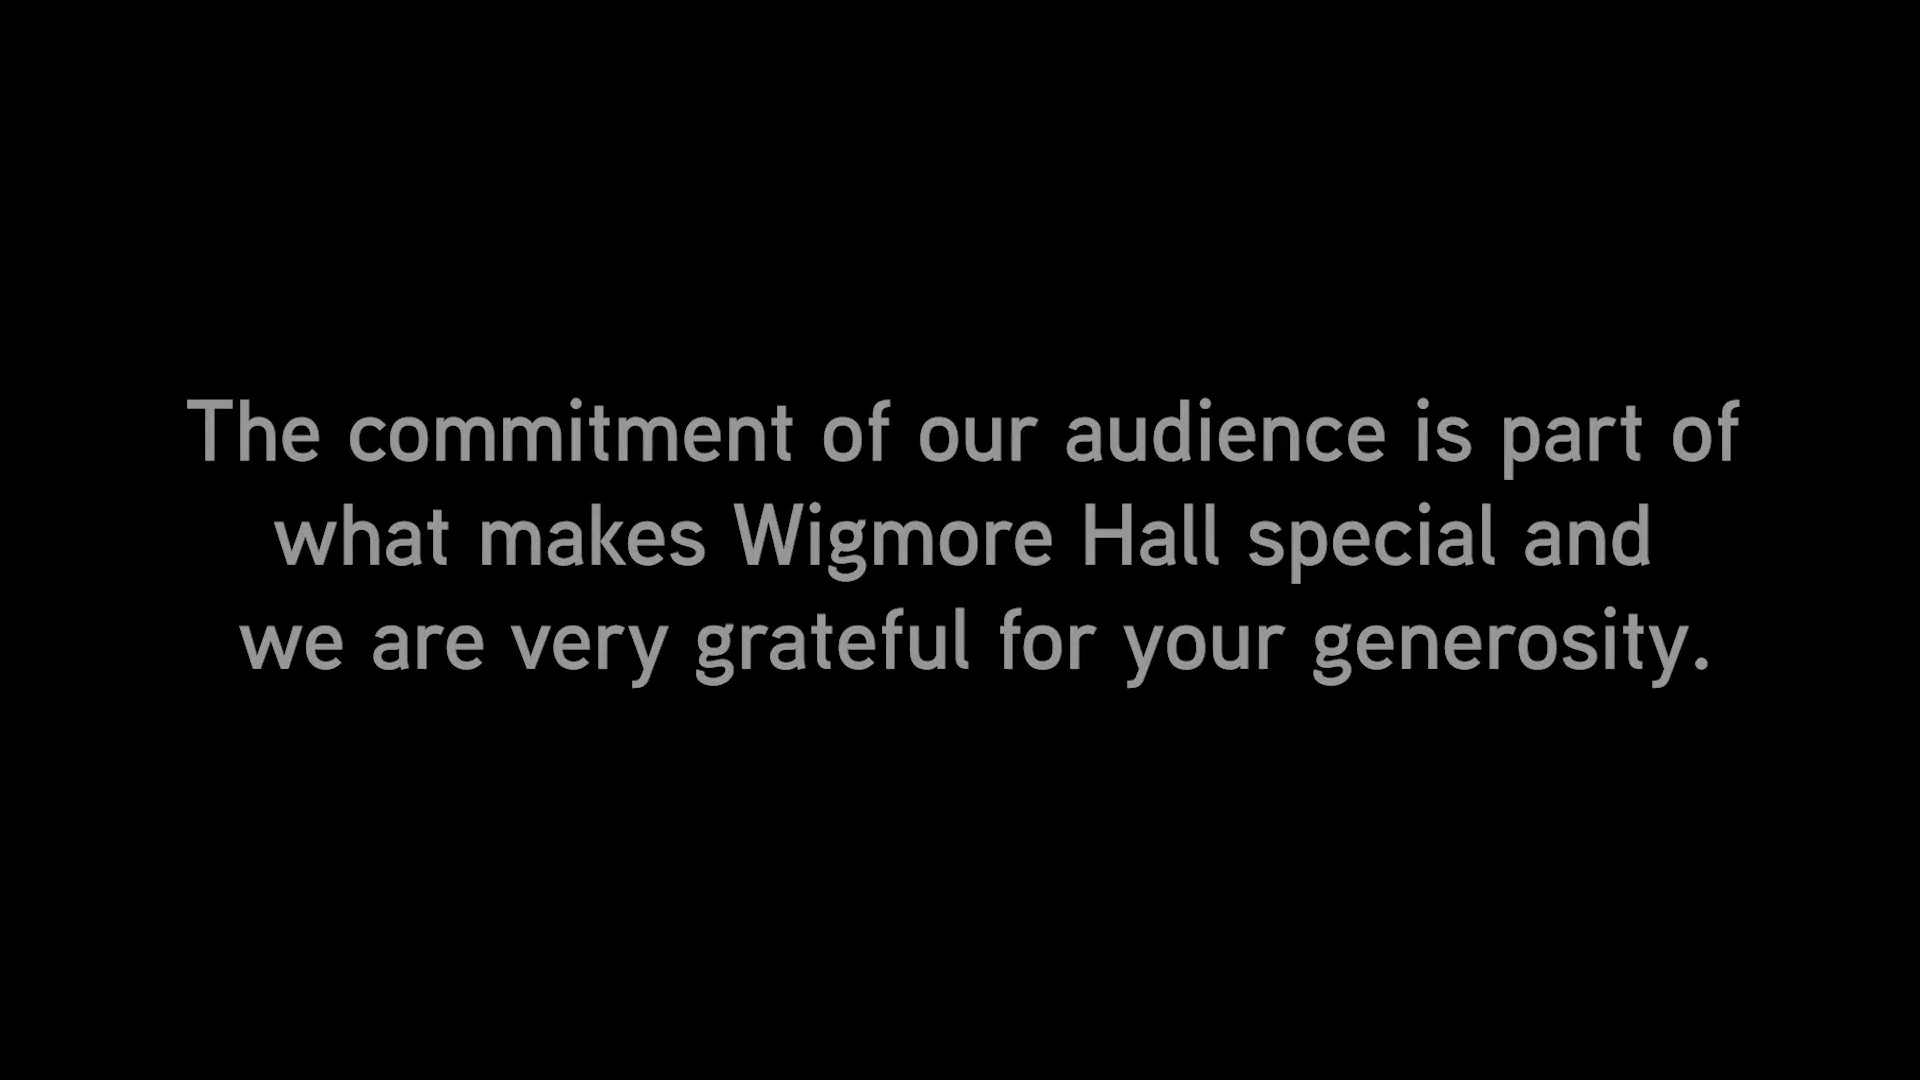 The commitment of our audience is part of
what makes Wigmore Hall special and
we are very grateful for your generosity.